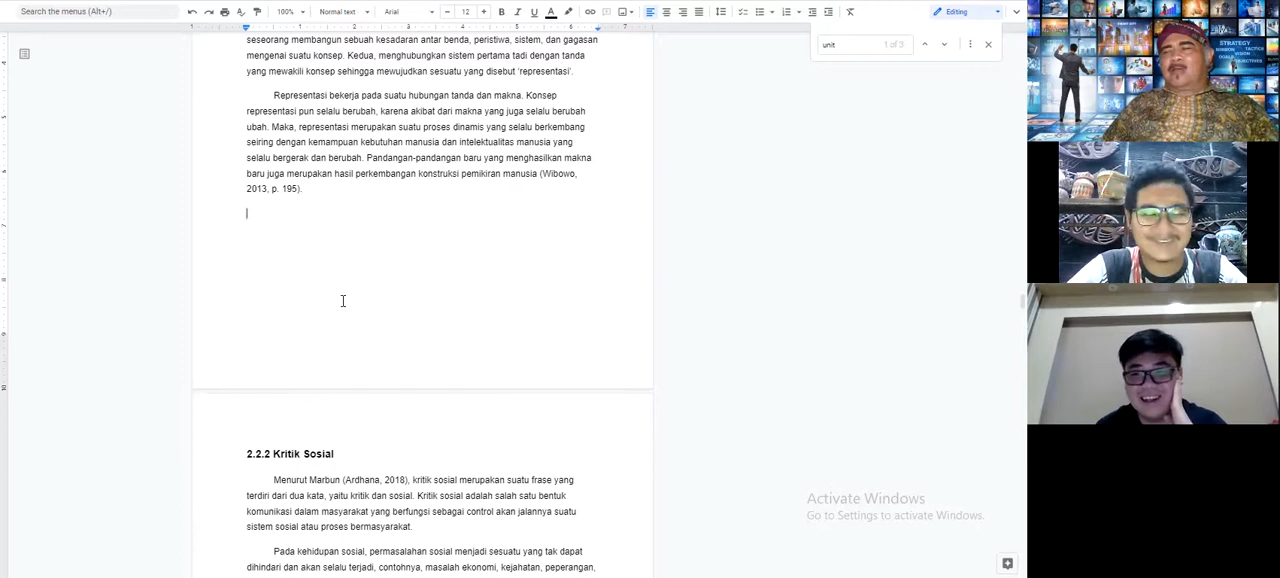 Search the menus (Alt+/)
100%
Normal text
Arial
12
B I U A
Editing
unit
1 of 3
seseorang membangun sebuah kesadaran antar benda, peristiwa, sistem, dan gagasan
mengenai suatu konsep. Kedua, menghubungkan sistem pertama tadi dengan tanda
yang mewakili konsep sehingga mewujudkan sesuatu yang disebut 'representasi'.
Representasi bekerja pada suatu hubungan tanda dan makna. Konsep
representasi pun selalu berubah, karena akibat dari makna yang juga selalu berubah
ubah. Maka, representasi merupakan suatu proses dinamis yang selalu berkembang
seiring dengan kemampuan kebutuhan manusia dan intelektualitas manusia yang
selalu bergerak dan berubah. Pandangan-pandangan baru yang menghasilkan makna
baru juga merupakan hasil perkembangan konstruksi pemikiran manusia (Wibowo,
2013, p. 195).
2.2.2 Kritik Sosial
Menurut Marbun (Ardhana, 2018), kritik sosial merupakan suatu frase yang
terdiri dari dua kata, yaitu kritik dan sosial. Kritik sosial adalah salah satu bentuk
komunikasi dalam masyarakat yang berfungsi sebagai control akan jalannya suatu
sistem sosial atau proses bermasyarakat.
Pada kehidupan sosial, permasalahan sosial menjadi sesuatu yang tak dapat
dihindari dan akan selalu terjadi, contohnya, masalah ekonomi, kejahatan, peperangan,
Activate Windows
Go to Settings to activate Windows.
STRATEGY
MISSION
TACTICS
VISION
GOALS
OBJECTIVES